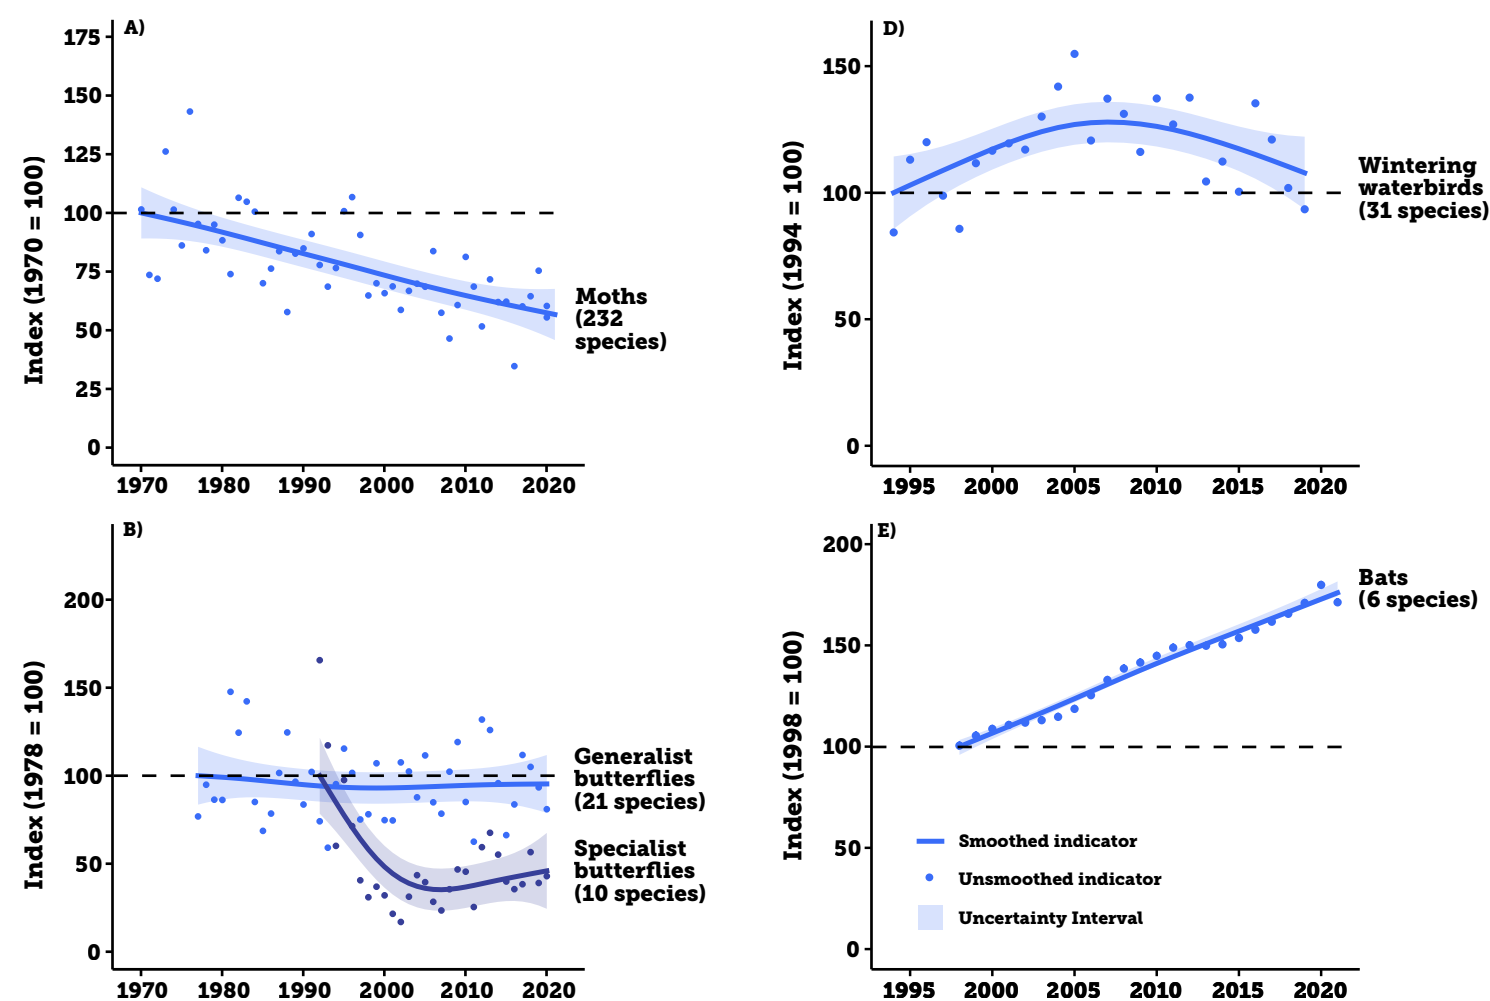 A)
Index (1970 = 100)
175
150
125
100
75
50
25
0
1970 1980 1990 2000 2010 2020
Moths
(232
species)
D)
Index (1994 = 100)
150
100
50
0
1995 2000 2005 2010 2015 2020
Wintering
waterbirds
(31 species)
B)
Index (1978 = 100)
200
150
100
50
0
1970 1980 1990 2000 2010 2020
Generalist
butterflies
(21 species)
Specialist
butterflies
(10 species)
E)
Index (1998 = 100)
200
150
100
50
0
1995 2000 2005 2010 2015 2020
Bats
(6 species)
Smoothed indicator
Unsmoothed indicator
Uncertainty Interval